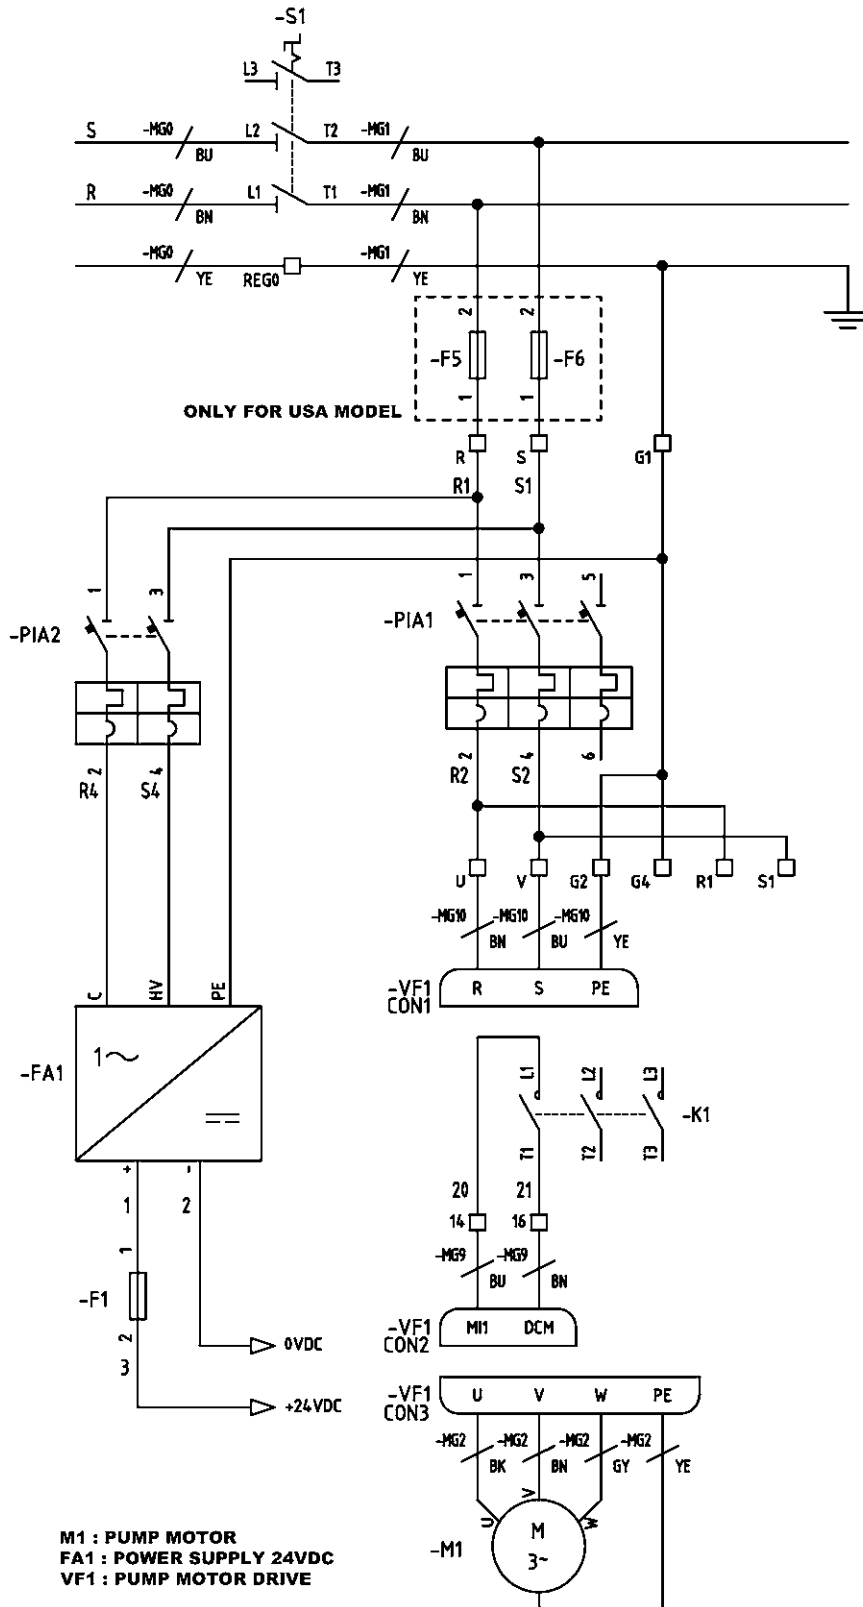 -S1
L3 T3
S -MG0 BU L2 T2 -MG1 BU
R -MG0 BN L1 T1 -MG1 BN
-MG0 YE REG0 -MG1 YE
2 2
-F5 -F6
1 1
ONLY FOR USA MODEL
R S G1
R1 S1
1 3 1 3 5
-PIA2 -PIA1
2 4 6
R2 S2
2 4
R4 S4
U V G2 G4 R1 S1
-MG10 BN -MG10 BU -MG10 YE
C HV PE
-VF1 CON1 R S PE
1~
-FA1
L1 L2 L3
-K1
T1 T2 T3
+ -
1 2
20 21
14 16
-MG9 BU -MG9 BN
1
-F1
2
3
0VDC
+24VDC
-VF1 CON2 MI1 DCM
-VF1 CON3 U V W PE
-MG2 BK -MG2 BN -MG2 GY -MG2 YE
U V W
-M1
M
3~
M1 : PUMP MOTOR
FA1 : POWER SUPPLY 24VDC
VF1 : PUMP MOTOR DRIVE